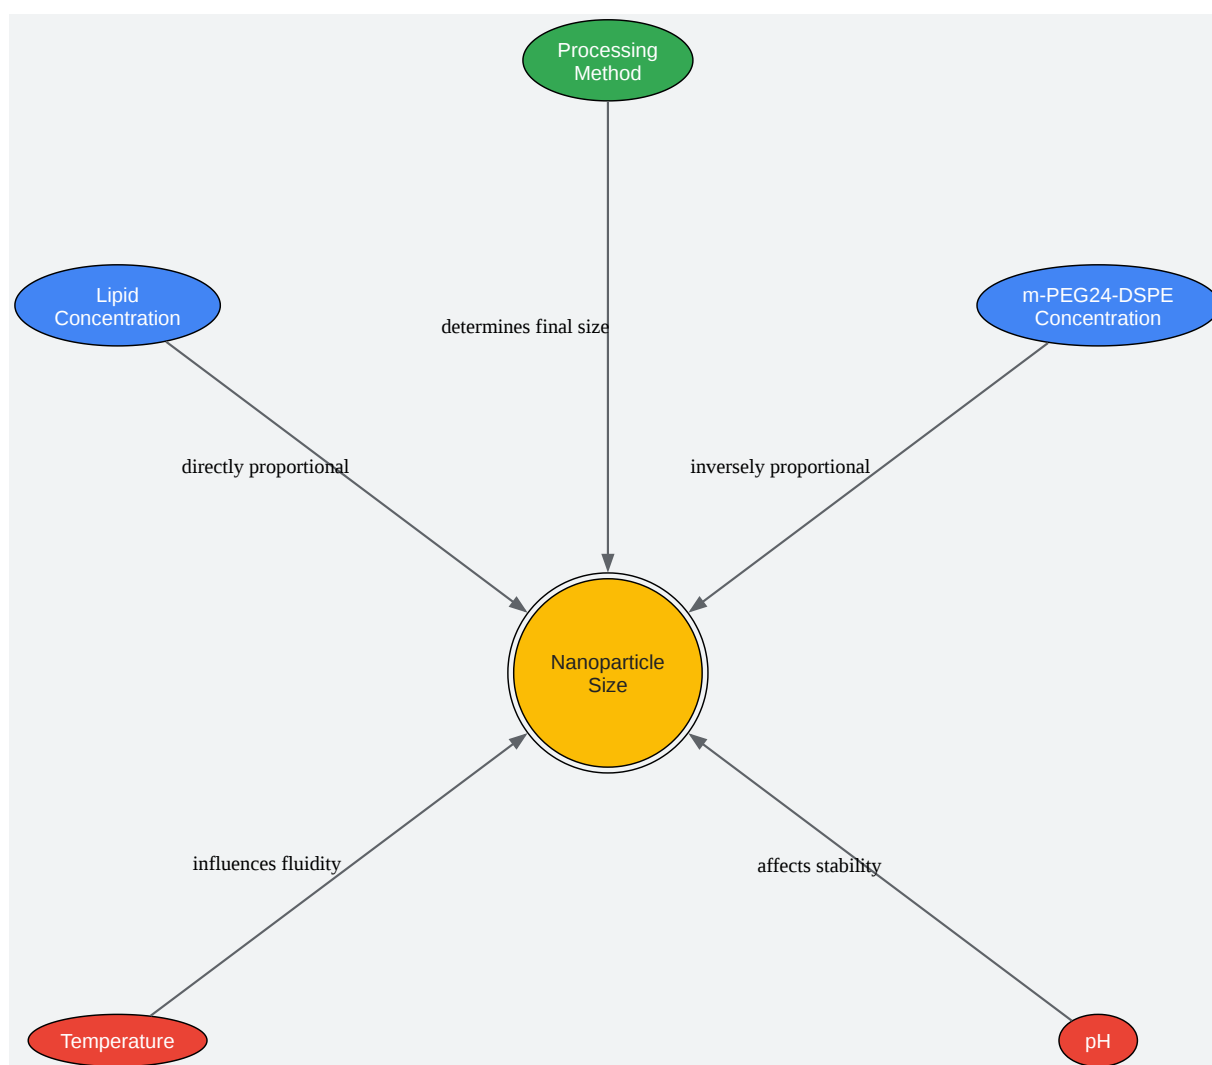 Processing
Method
Lipid
Concentration
m-PEG24-DSPE
Concentration
determines final size
directly proportional
inversely proportional
Nanoparticle
Size
influences fluidity
affects stability
Temperature
pH